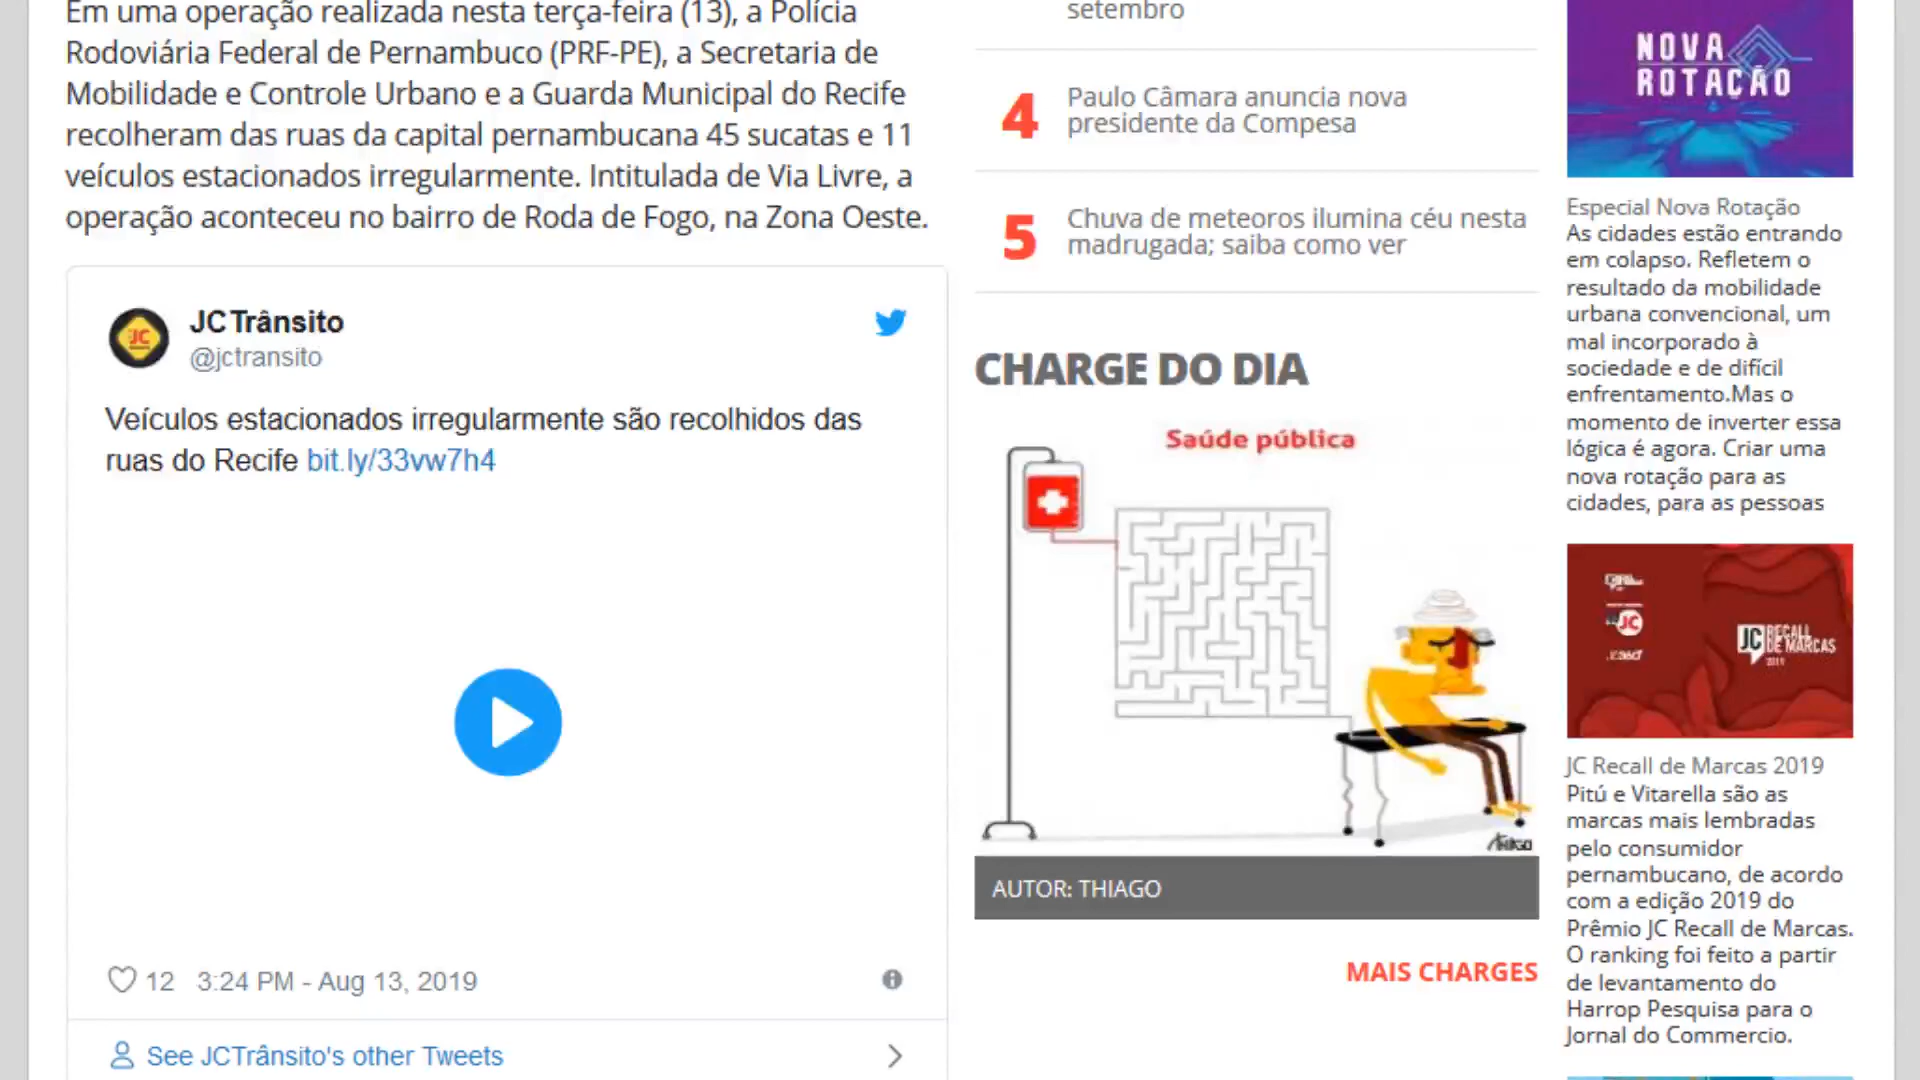 Em uma operação realizada nesta terça-feira (13), a Polícia
Rodoviária Federal de Pernambuco (PRF-PE), a Secretaria de
Mobilidade e Controle Urbano e a Guarda Municipal do Recife
recolheram das ruas da capital pernambucana 45 sucatas e 11
veículos estacionados irregularmente. Intitulada de Via Livre, a
operação aconteceu no bairro de Roda de Fogo, na Zona Oeste.
JC Trânsito
@jctransito
Veículos estacionados irregularmente são recolhidos das
ruas do Recife bit.ly/33vw7h4
12 3:24 PM - Aug 13, 2019
See JCTrânsito's other Tweets
setembro
4 Paulo Câmara anuncia nova
presidente da Compesa
5 Chuva de meteoros ilumina céu nesta
madrugada; saiba como ver
CHARGE DO DIA
Saúde pública
THIAGO
AUTOR: THIAGO
MAIS CHARGES
NOVA
ROTAÇÃO
Especial Nova Rotação
As cidades estão entrando
em colapso. Refletem o
resultado da mobilidade
urbana convencional, um
mal incorporado à
sociedade e de difícil
enfrentamento.Mas o
momento de inverter essa
lógica é agora. Criar uma
nova rotação para as
cidades, para as pessoas
JC
JC RECALL
DE MARCAS
2019
JC Recall de Marcas 2019
Pitú e Vitarella são as
marcas mais lembradas
pelo consumidor
pernambucano, de acordo
com a edição 2019 do
Prêmio JC Recall de Marcas.
O ranking foi feito a partir
de levantamento do
Harrop Pesquisa para o
Jornal do Commercio.